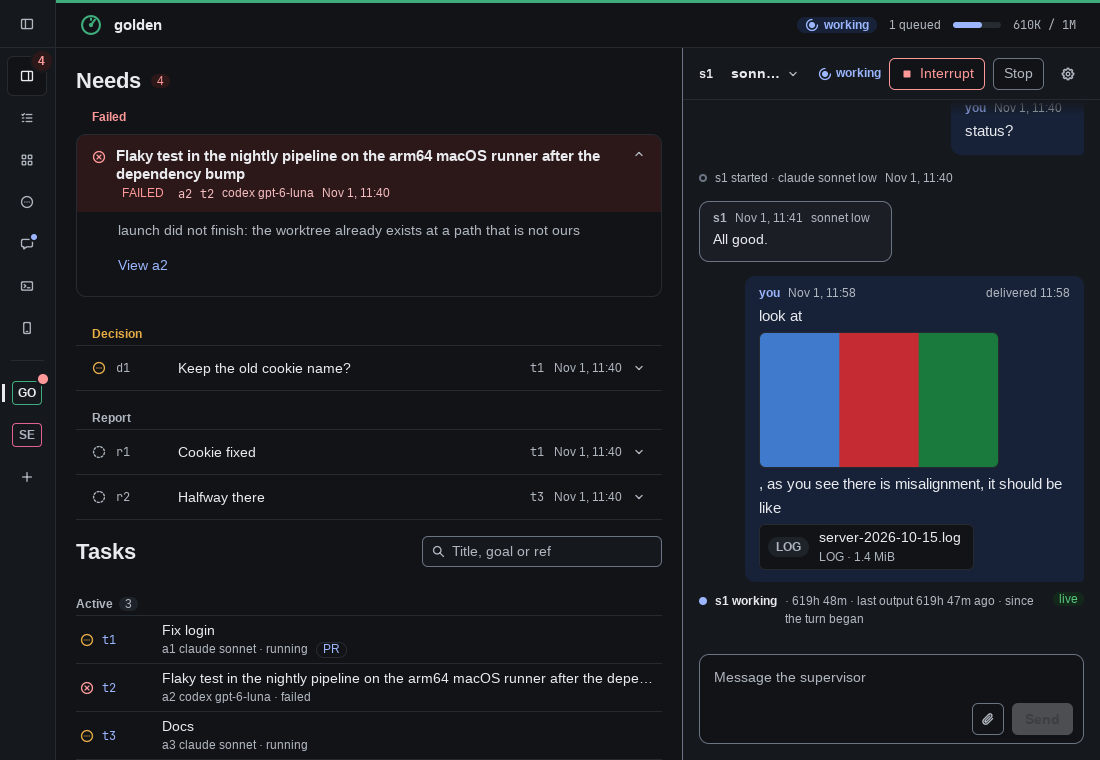 golden
working
1 queued
610K / 1M
4
GO
SE
Needs 4
Failed
Flaky test in the nightly pipeline on the arm64 macOS runner after the
dependency bump
FAILED a2 t2 codex gpt-6-luna Nov 1, 11:40
launch did not finish: the worktree already exists at a path that is not ours
View a2
Decision
d1 Keep the old cookie name? t1 Nov 1, 11:40
Report
r1 Cookie fixed t1 Nov 1, 11:40
r2 Halfway there t3 Nov 1, 11:40
Tasks
Title, goal or ref
Active 3
t1 Fix login
a1 claude sonnet · running PR
t2 Flaky test in the nightly pipeline on the arm64 macOS runner after the depe…
a2 codex gpt-6-luna · failed
t3 Docs
a3 claude sonnet · running
s1 sonn… working Interrupt Stop
you Nov 1, 11:40
status?
s1 started · claude sonnet low Nov 1, 11:40
s1 Nov 1, 11:41 sonnet low
All good.
you Nov 1, 11:58 delivered 11:58
look at
, as you see there is misalignment, it should be
like
LOG
server-2026-10-15.log
LOG · 1.4 MiB
s1 working · 619h 48m · last output 619h 47m ago · since
the turn began
live
Message the supervisor
Send